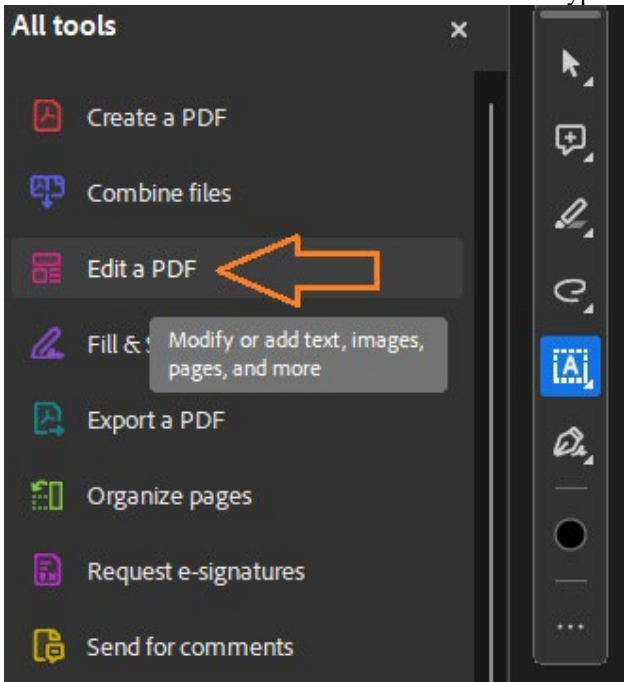 All tools
Create a PDF
Combine files
Edit a PDF
Fill &
Modify or add text, images,
pages, and more
Export a PDF
Organize pages
Request e-signatures
Send for comments
A